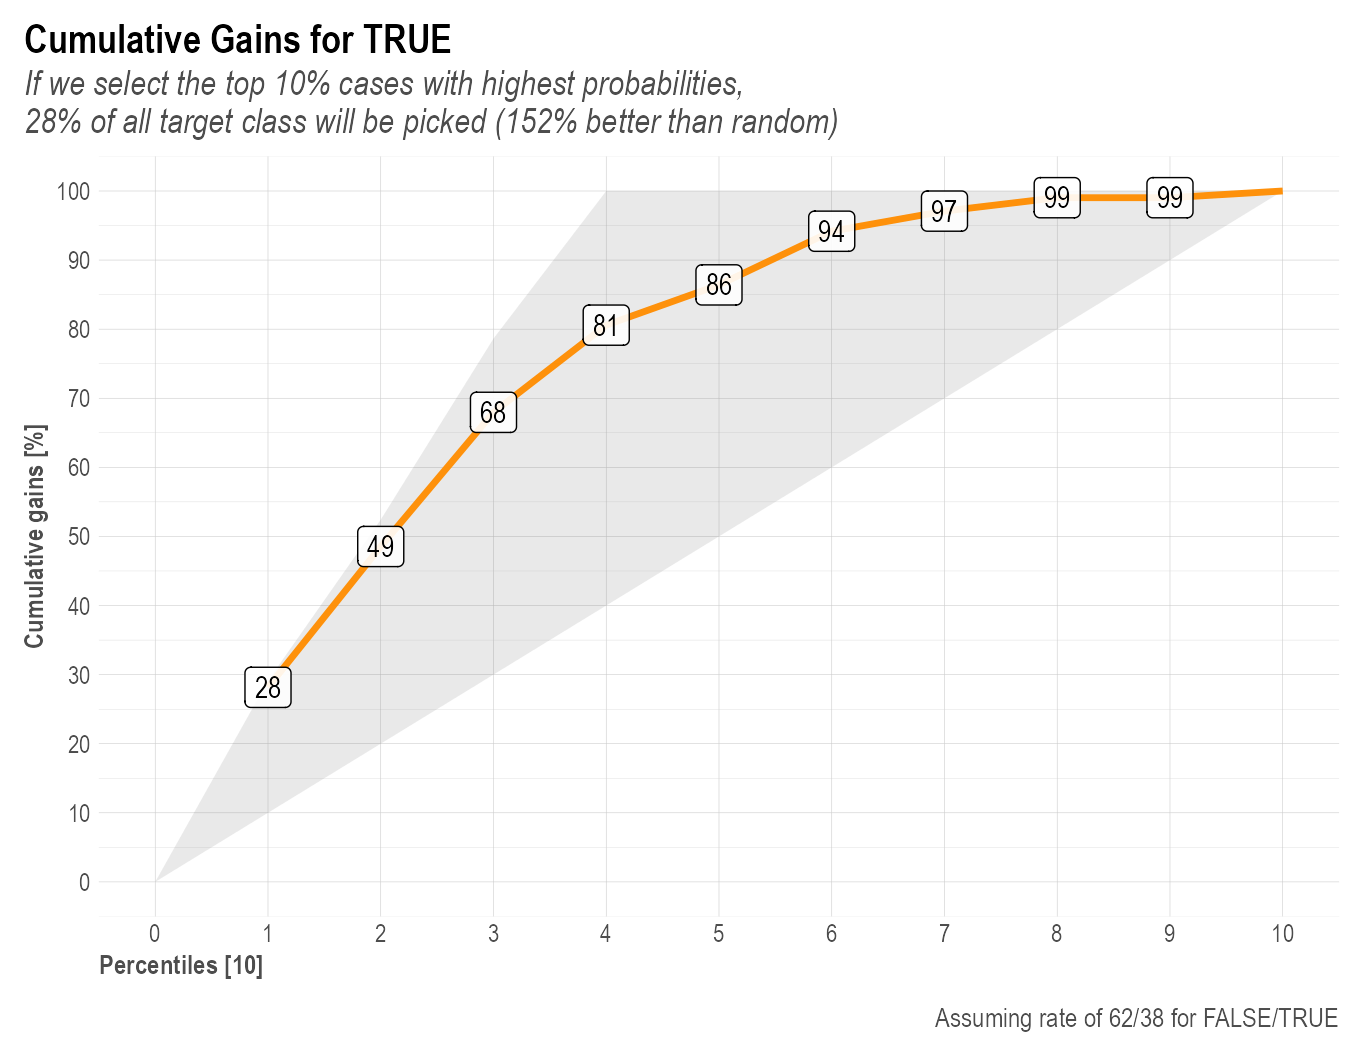 Cumulative Gains for TRUE
If we select the top 10% cases with highest probabilities,
28% of all target class will be picked (152% better than random)
Cumulative gains [%]
100
90
80
70
60
50
40
30
20
10
0
28
49
68
81
86
94
97
99
99
0 1 2 3 4 5 6 7 8 9 10
Percentiles [10]
Assuming rate of 62/38 for FALSE/TRUE